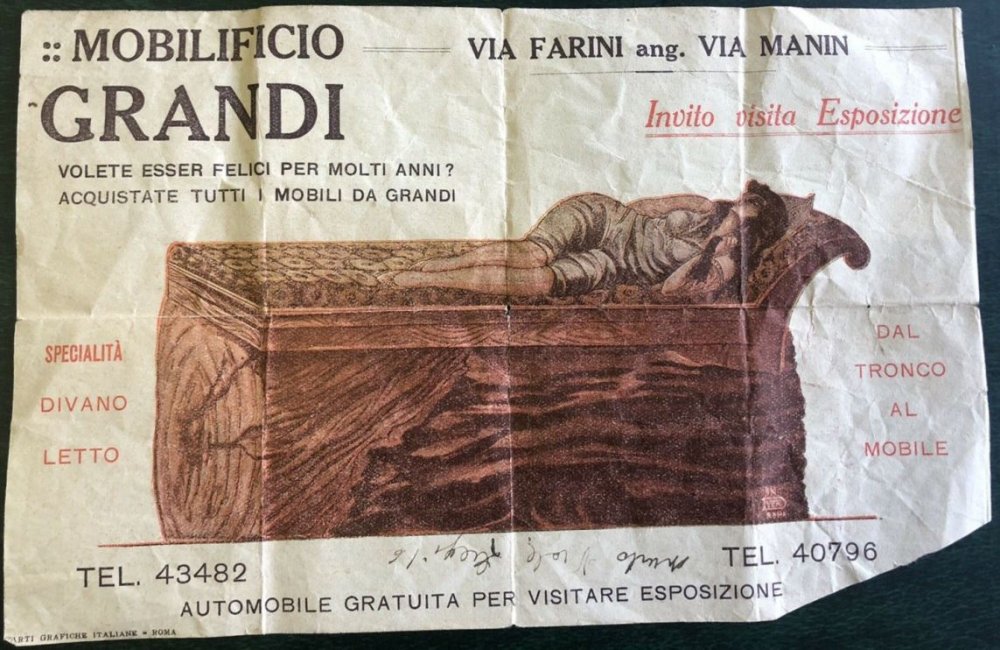 :: MOBILIFICIO
GRANDI
VIA FARINI ang. VIA MANIN
Invito visita Esposizione
VOLETE ESSER FELICI PER MOLTI ANNI?
ACQUISTATE TUTTI I MOBILI DA GRANDI
SPECIALITÀ
DIVANO
LETTO
DAL
TRONCO
AL
MOBILE
TEL. 43482
TEL. 40796
AUTOMOBILE GRATUITA PER VISITARE ESPOSIZIONE
ARTI GRAFICHE ITALIANE = ROMA